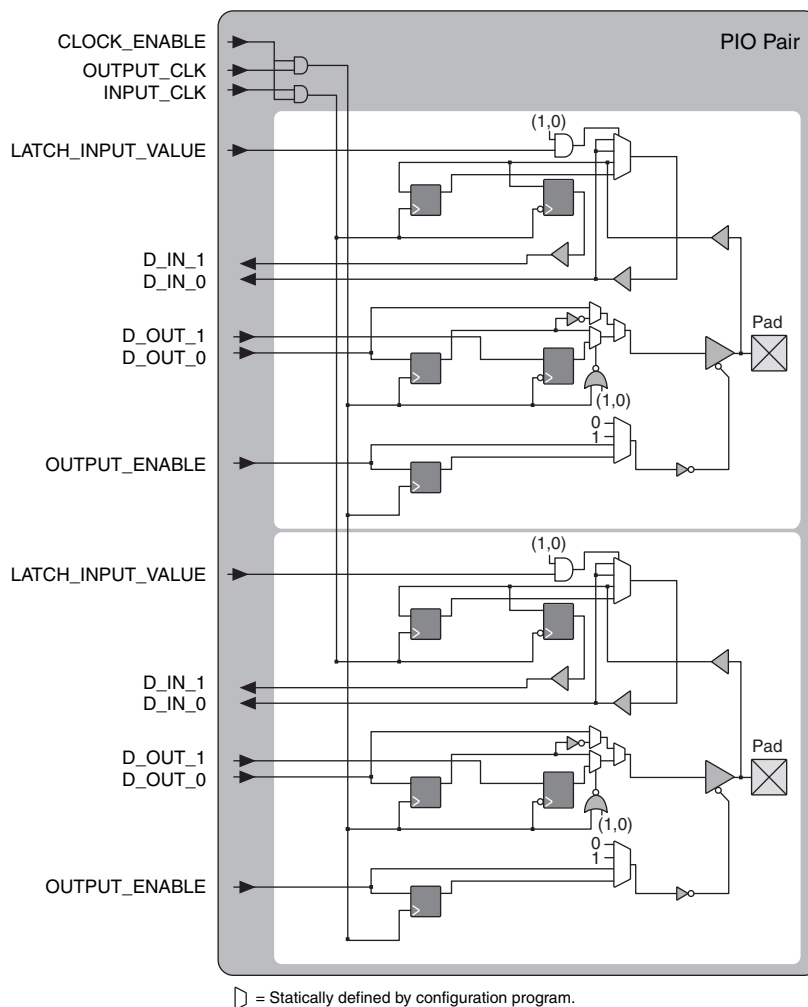 PIO Pair
CLOCK_ENABLE
OUTPUT_CLK
INPUT_CLK
(1,0)
LATCH_INPUT_VALUE
D_IN_1
D_IN_0
D_OUT_1
D_OUT_0
Pad
(1,0)
0
1
OUTPUT_ENABLE
(1,0)
LATCH_INPUT_VALUE
D_IN_1
D_IN_0
D_OUT_1
D_OUT_0
Pad
(1,0)
0
1
OUTPUT_ENABLE
= Statically defined by configuration program.